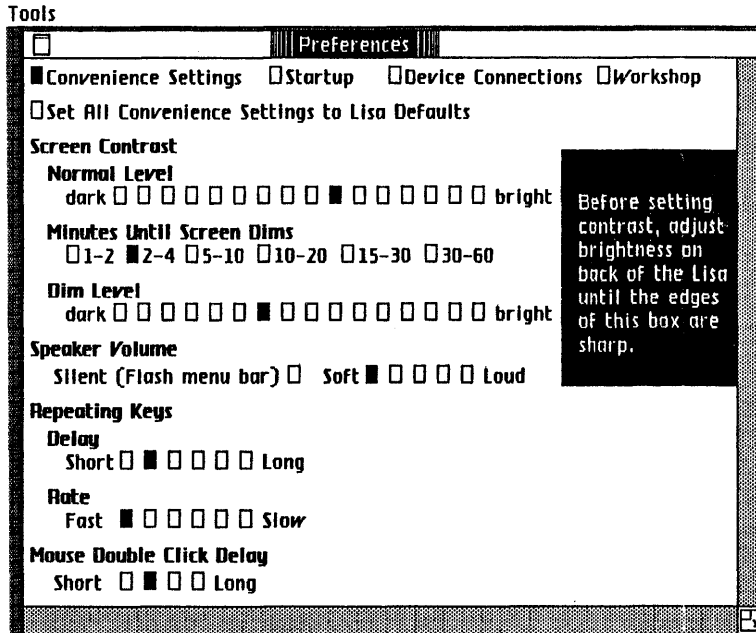 Tools
Preferences
Convenience Settings Startup Device Connections Workshop
Set All Convenience Settings to Lisa Defaults
Screen Contrast
Normal Level
dark bright
Minutes Until Screen Dims
1-2 2-4 5-10 10-20 15-30 30-60
Dim Level
dark bright
Before setting
contrast, adjust
brightness on
back of the Lisa
until the edges
of this box are
sharp.
Speaker Volume
Silent (Flash menu bar) Soft Loud
Repeating Keys
Delay
Short Long
Rate
Fast Slow
Mouse Double Click Delay
Short Long